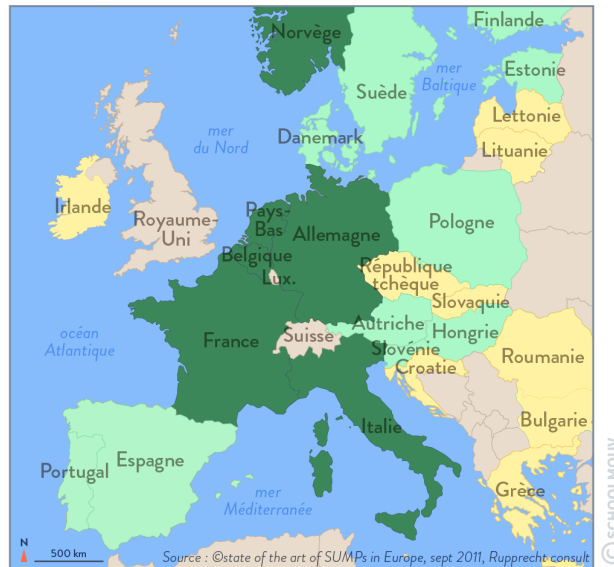 Finlande
Norvège
Estonie
mer
Baltique
Suède
Lettonie
mer
du Nord
Danemark
Lituanie
Irlande
Royaume-
Uni
Pays-
Bas
Allemagne
Pologne
Belgique
Lux.
République
tchèque
Slovaquie
océan
Atlantique
France
Suisse
Autriche
Hongrie
Slovénie
Croatie
Roumanie
Italie
Bulgarie
Portugal
Espagne
mer
Méditerranée
Grèce
N
500 km
Source : ©state of the art of SUMPs in Europe, sept 2011, Rupprecht consult
© SCHOOLMOUV